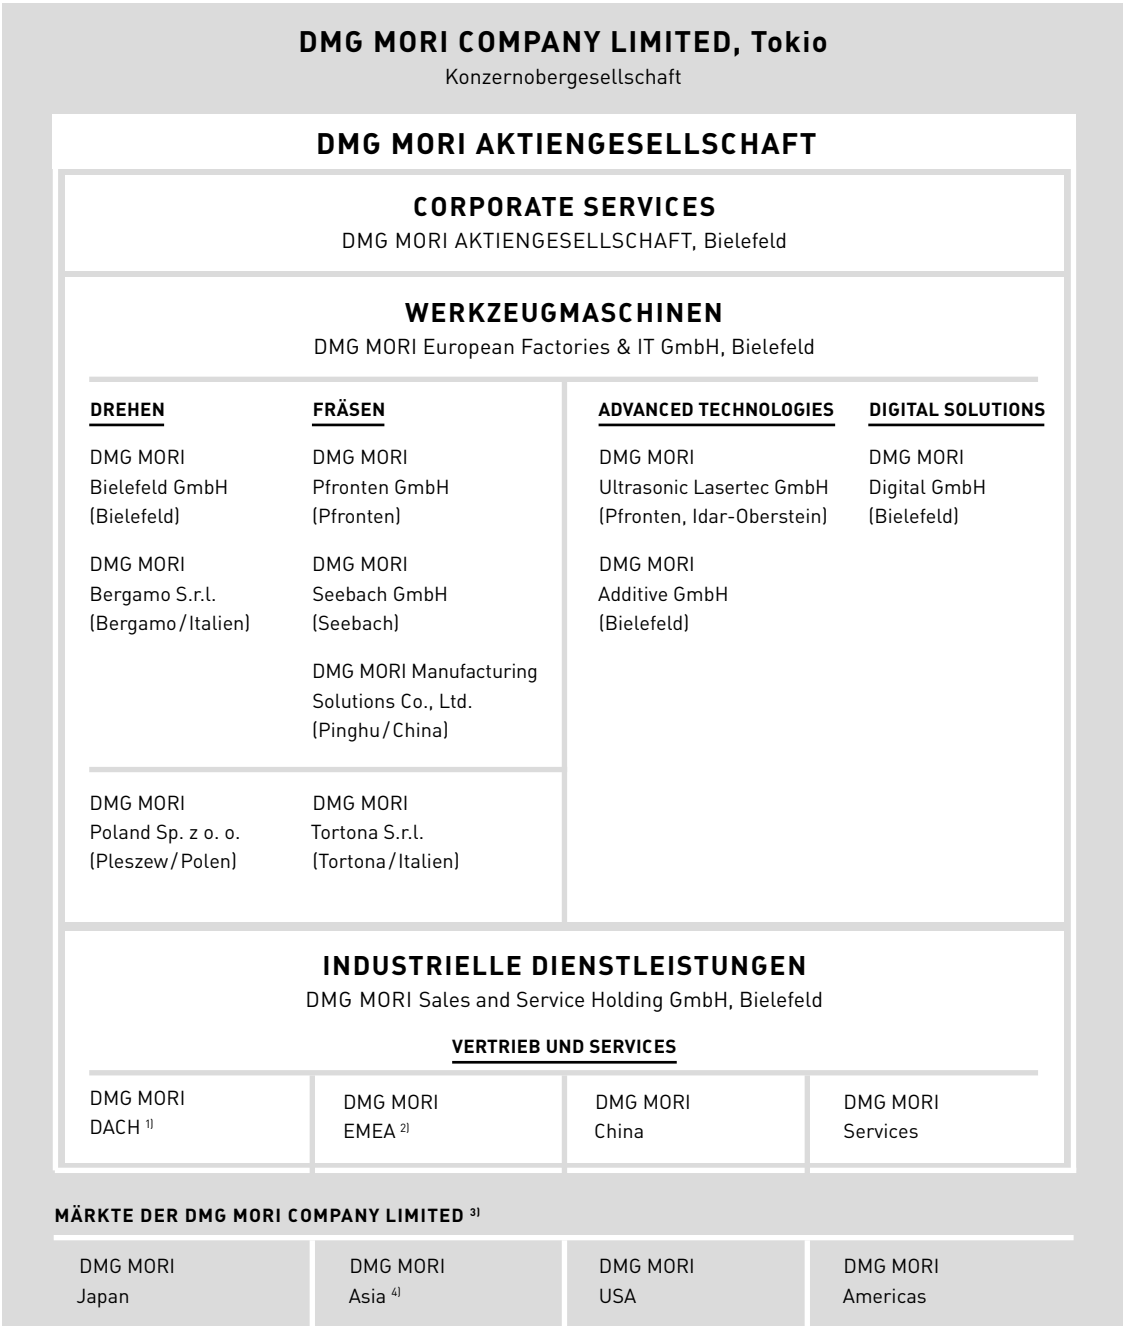 DMG MORI COMPANY LIMITED, Tokio
Konzernobergesellschaft
DMG MORI AKTIENGESELLSCHAFT
CORPORATE SERVICES
DMG MORI AKTIENGESELLSCHAFT, Bielefeld
WERKZEUGMASCHINEN
DMG MORI European Factories & IT GmbH, Bielefeld
DREHEN
DMG MORI
Bielefeld GmbH
(Bielefeld)
DMG MORI
Bergamo S.r.l.
(Bergamo/Italien)
FRÄSEN
DMG MORI
Pfronten GmbH
(Pfronten)
DMG MORI
Seebach GmbH
(Seebach)
DMG MORI Manufacturing
Solutions Co., Ltd.
(Pinghu/China)
DMG MORI
Poland Sp. z o. o.
(Pleszew/Polen)
DMG MORI
Tortona S.r.l.
(Tortona/Italien)
ADVANCED TECHNOLOGIES
DMG MORI
Ultrasonic Lasertec GmbH
(Pfronten, Idar-Oberstein)
DMG MORI
Additive GmbH
(Bielefeld)
DIGITAL SOLUTIONS
DMG MORI
Digital GmbH
(Bielefeld)
INDUSTRIELLE DIENSTLEISTUNGEN
DMG MORI Sales and Service Holding GmbH, Bielefeld
VERTRIEB UND SERVICES
DMG MORI
DACH 1)
DMG MORI
EMEA 2)
DMG MORI
China
DMG MORI
Services
MÄRKTE DER DMG MORI COMPANY LIMITED 3)
DMG MORI
Japan
DMG MORI
Asia 4)
DMG MORI
USA
DMG MORI
Americas